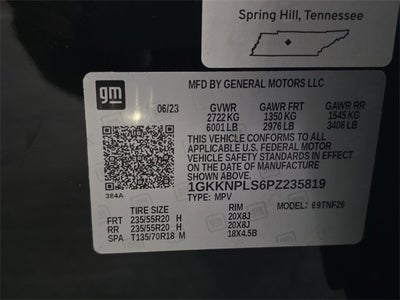 Spring Hill, Tennessee
gm
MFD BY GENERAL MOTORS LLC
06/23 GVWR GAWR FRT GAWR RR
2722 KG 1350 KG 1545 KG
6001 LB 2976 LB 3406 LB
THIS VEHICLE CONFORMS TO ALL APPLICABLE
U.S. FEDERAL MOTOR VEHICLE SAFETY AND
THEFT PREVENTION STANDARDS IN EFFECT ON
THE DATE OF MANUFACTURE SHOWN ABOVE.
1GKKNPLS6PZ235819
384A
TYPE: MPV MODEL: 69TNF26
TIRE SIZE RIM
FRT 235/55R20 H 20X8J
RR 235/55R20 H 20X8J
SPA T135/70R18 M 18X4.5B